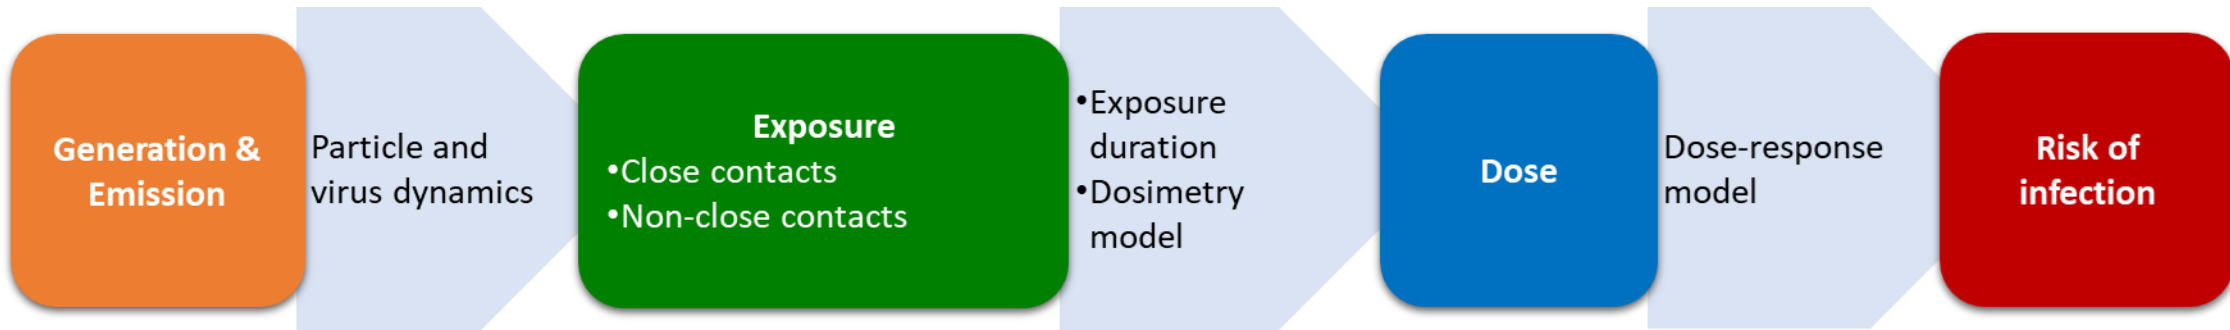 Generation &
Emission
Particle and
virus dynamics
Exposure
•Close contacts
•Non-close contacts
•Exposure
duration
•Dosimetry
model
Dose
Dose-response
model
Risk of
infection